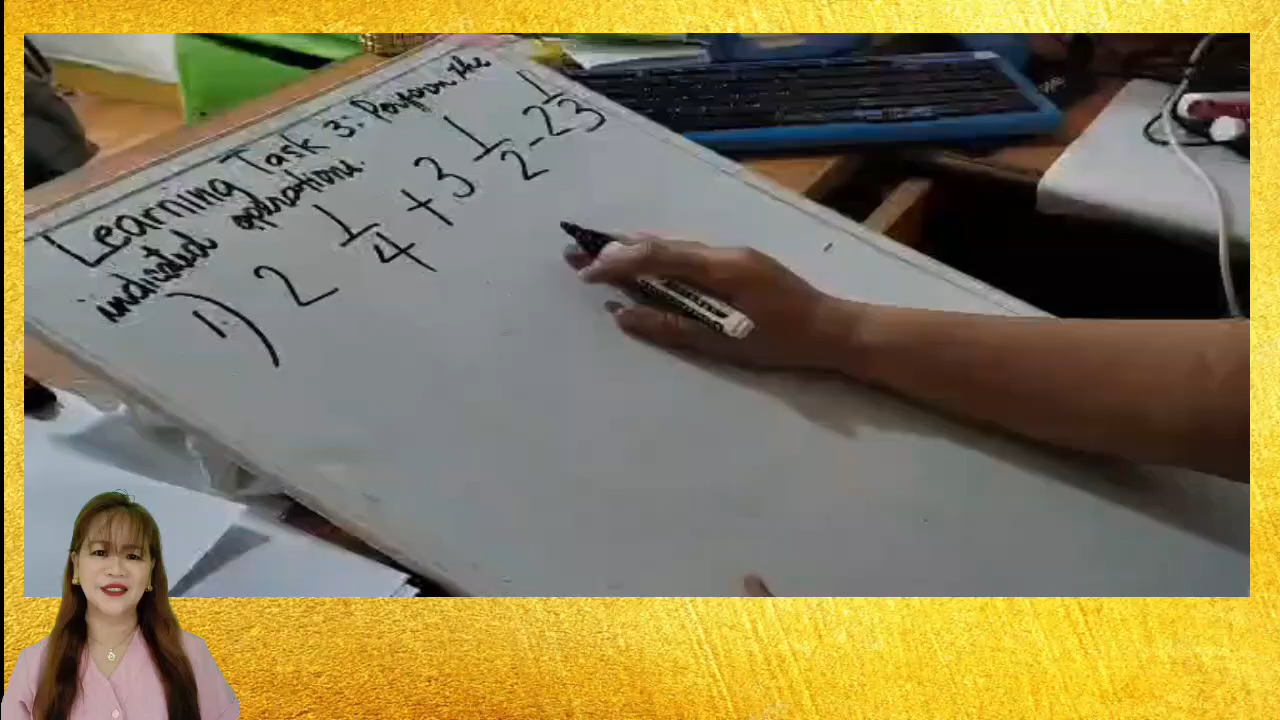 Learning Task 3: Perform the
indicated operations.
1.) 2 1/4 + 3 1/2 - 2 1/3